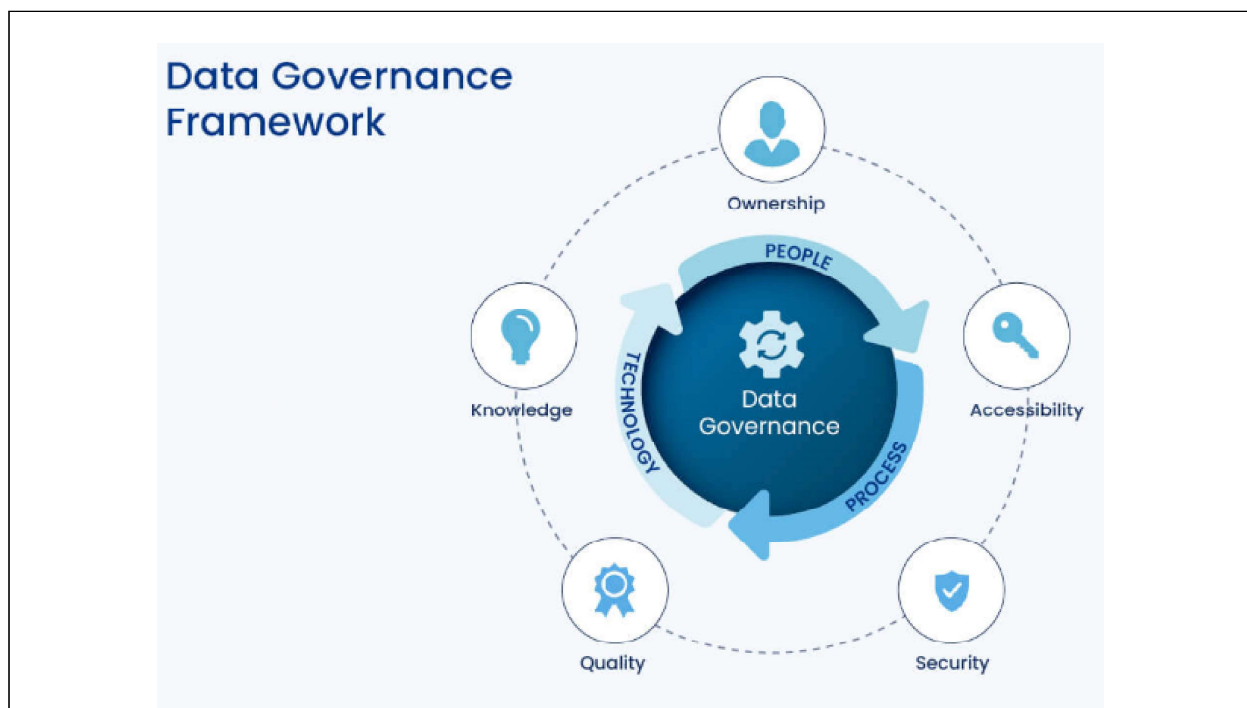 Data Governance
Framework
Ownership
PEOPLE
Knowledge
TECHNOLOGY
Data
Governance
Accessibility
PROCESS
Quality
Security